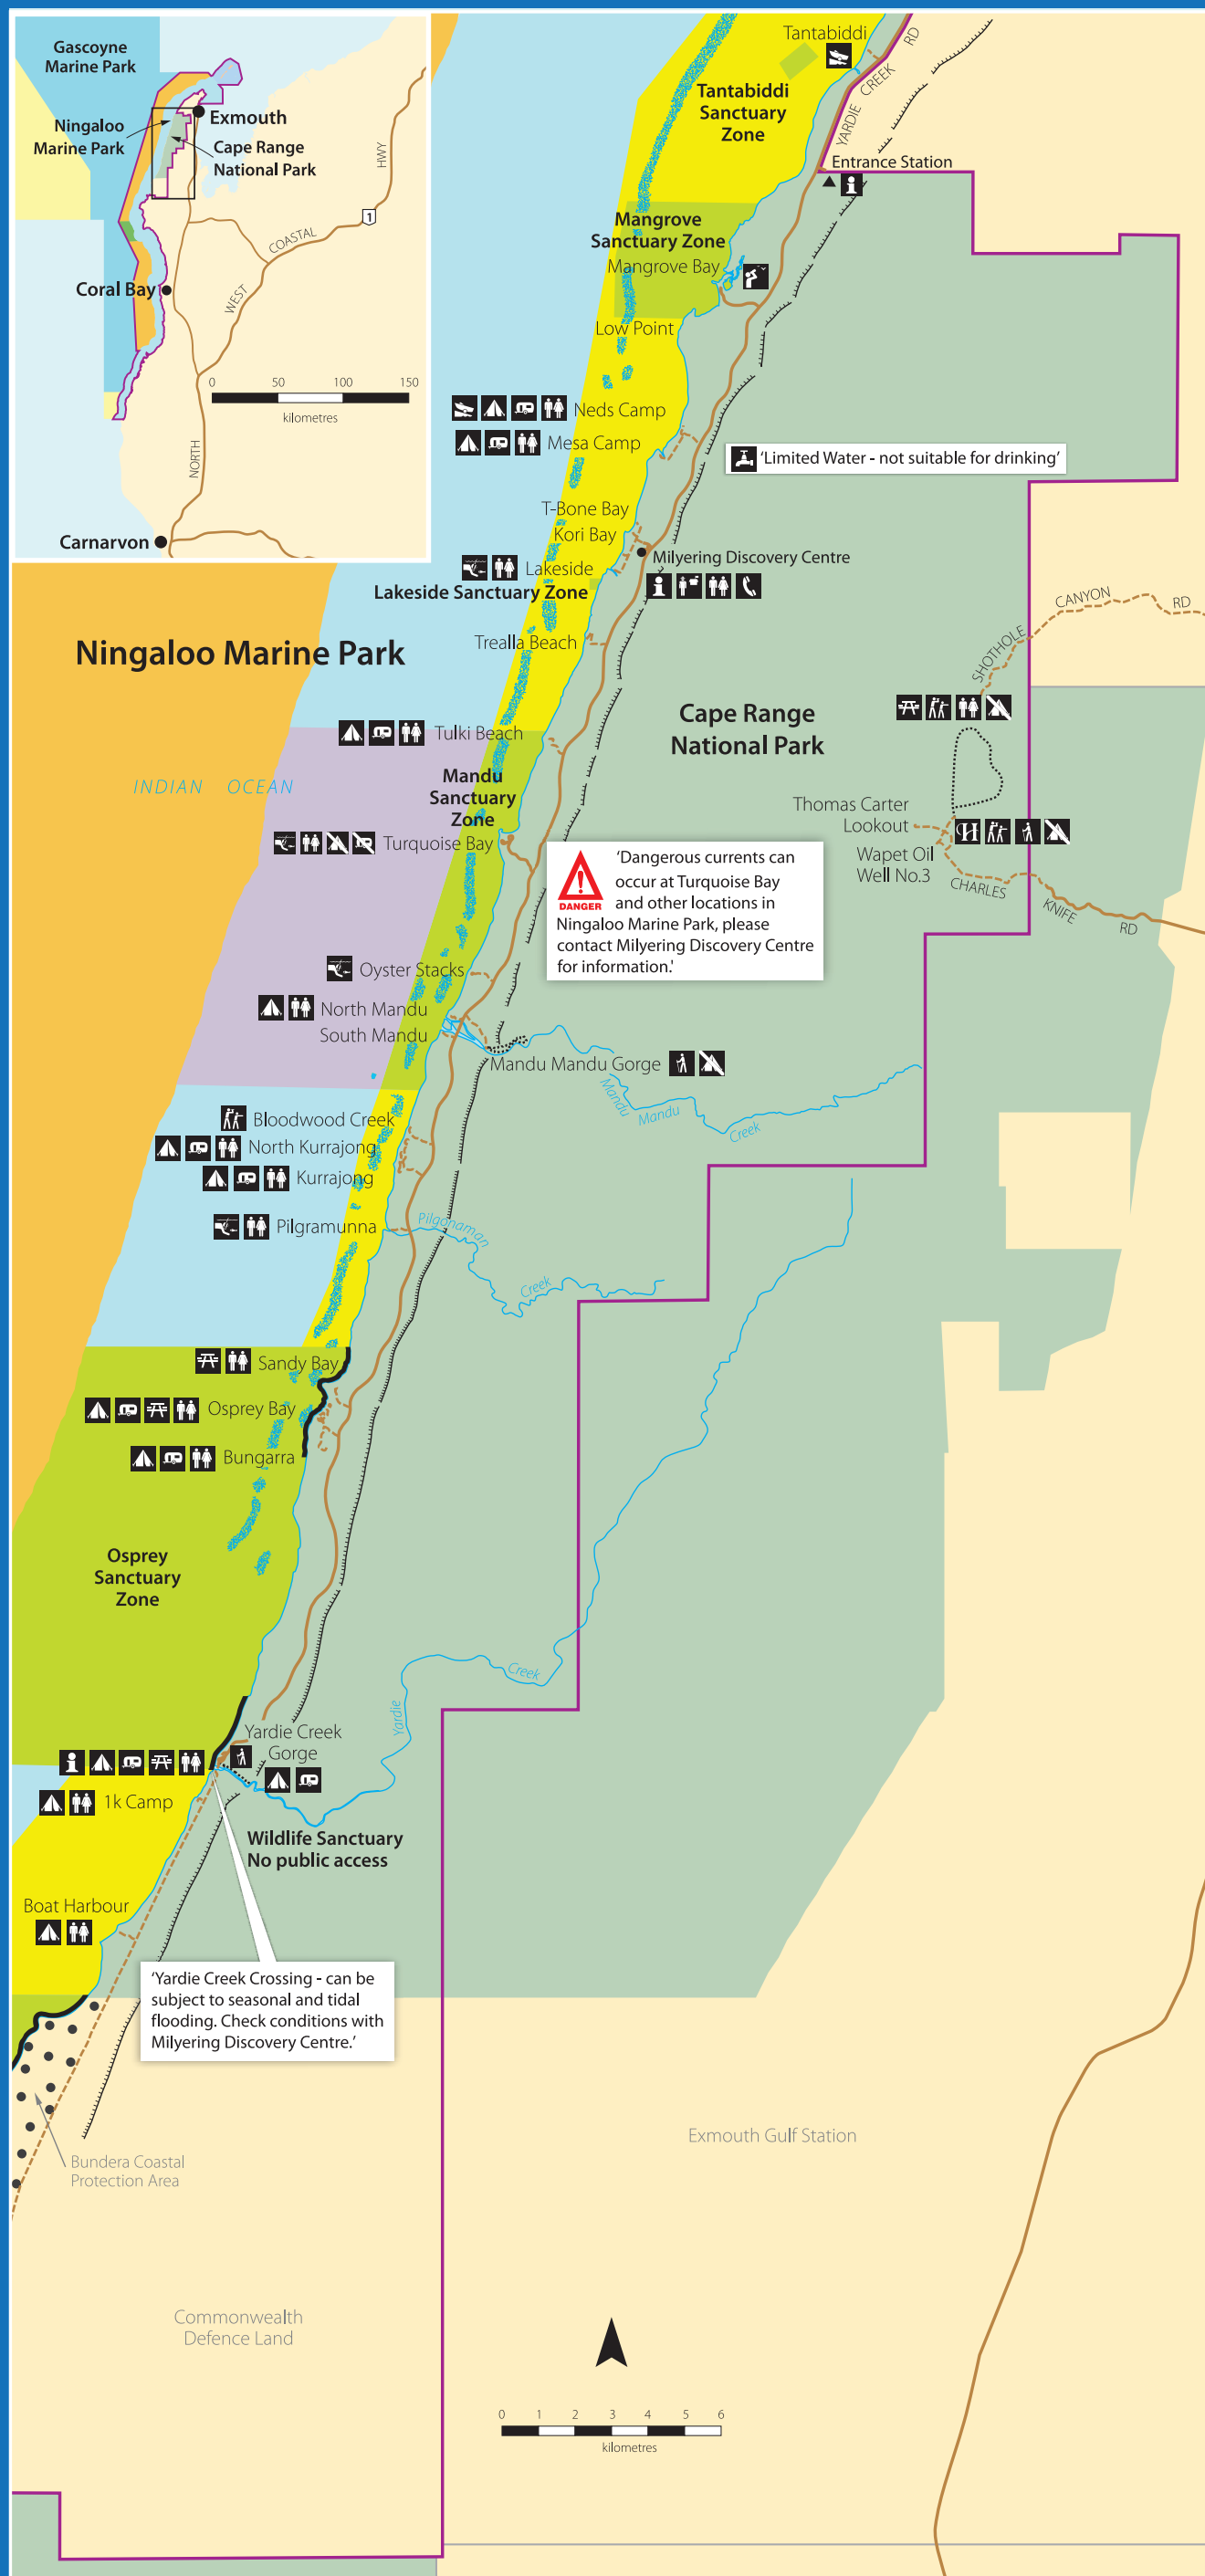 Gascoyne
Marine Park
Ningaloo
Marine Park
Exmouth
Cape Range
National Park
HWY
1
COASTAL
WEST
Coral Bay
0 50 100 150
kilometres
NORTH
Carnarvon
Tantabiddi
RD
CREEK
YARDIE
Tantabiddi
Sanctuary
Zone
Entrance Station
Mangrove
Sanctuary Zone
Mangrove Bay
Low Point
Neds Camp
Mesa Camp
'Limited Water - not suitable for drinking'
T-Bone Bay
Kori Bay
Milyering Discovery Centre
Lakeside
Lakeside Sanctuary Zone
CANYON
RD
SHOTHOLE
Trealla Beach
Ningaloo Marine Park
Cape Range
National Park
Tulki Beach
INDIAN OCEAN
Mandu
Sanctuary
Zone
Thomas Carter
Lookout
Turquoise Bay
Wapet Oil
Well No.3
CHARLES
KNIFE
RD
DANGER
'Dangerous currents can
occur at Turquoise Bay
and other locations in
Ningaloo Marine Park, please
contact Milyering Discovery Centre
for information.'
Oyster Stacks
North Mandu
South Mandu
Mandu Mandu Gorge
Mandu
Mandu
Creek
Bloodwood Creek
North Kurrajong
Kurrajong
Pilgramunna
Pilgonaman
Creek
Sandy Bay
Osprey Bay
Bungarra
Osprey
Sanctuary
Zone
Creek
Yardie
Yardie Creek
Gorge
1k Camp
Wildlife Sanctuary
No public access
Boat Harbour
'Yardie Creek Crossing - can be
subject to seasonal and tidal
flooding. Check conditions with
Milyering Discovery Centre.'
Bundera Coastal
Protection Area
Exmouth Gulf Station
Commonwealth
Defence Land
0 1 2 3 4 5 6
kilometres